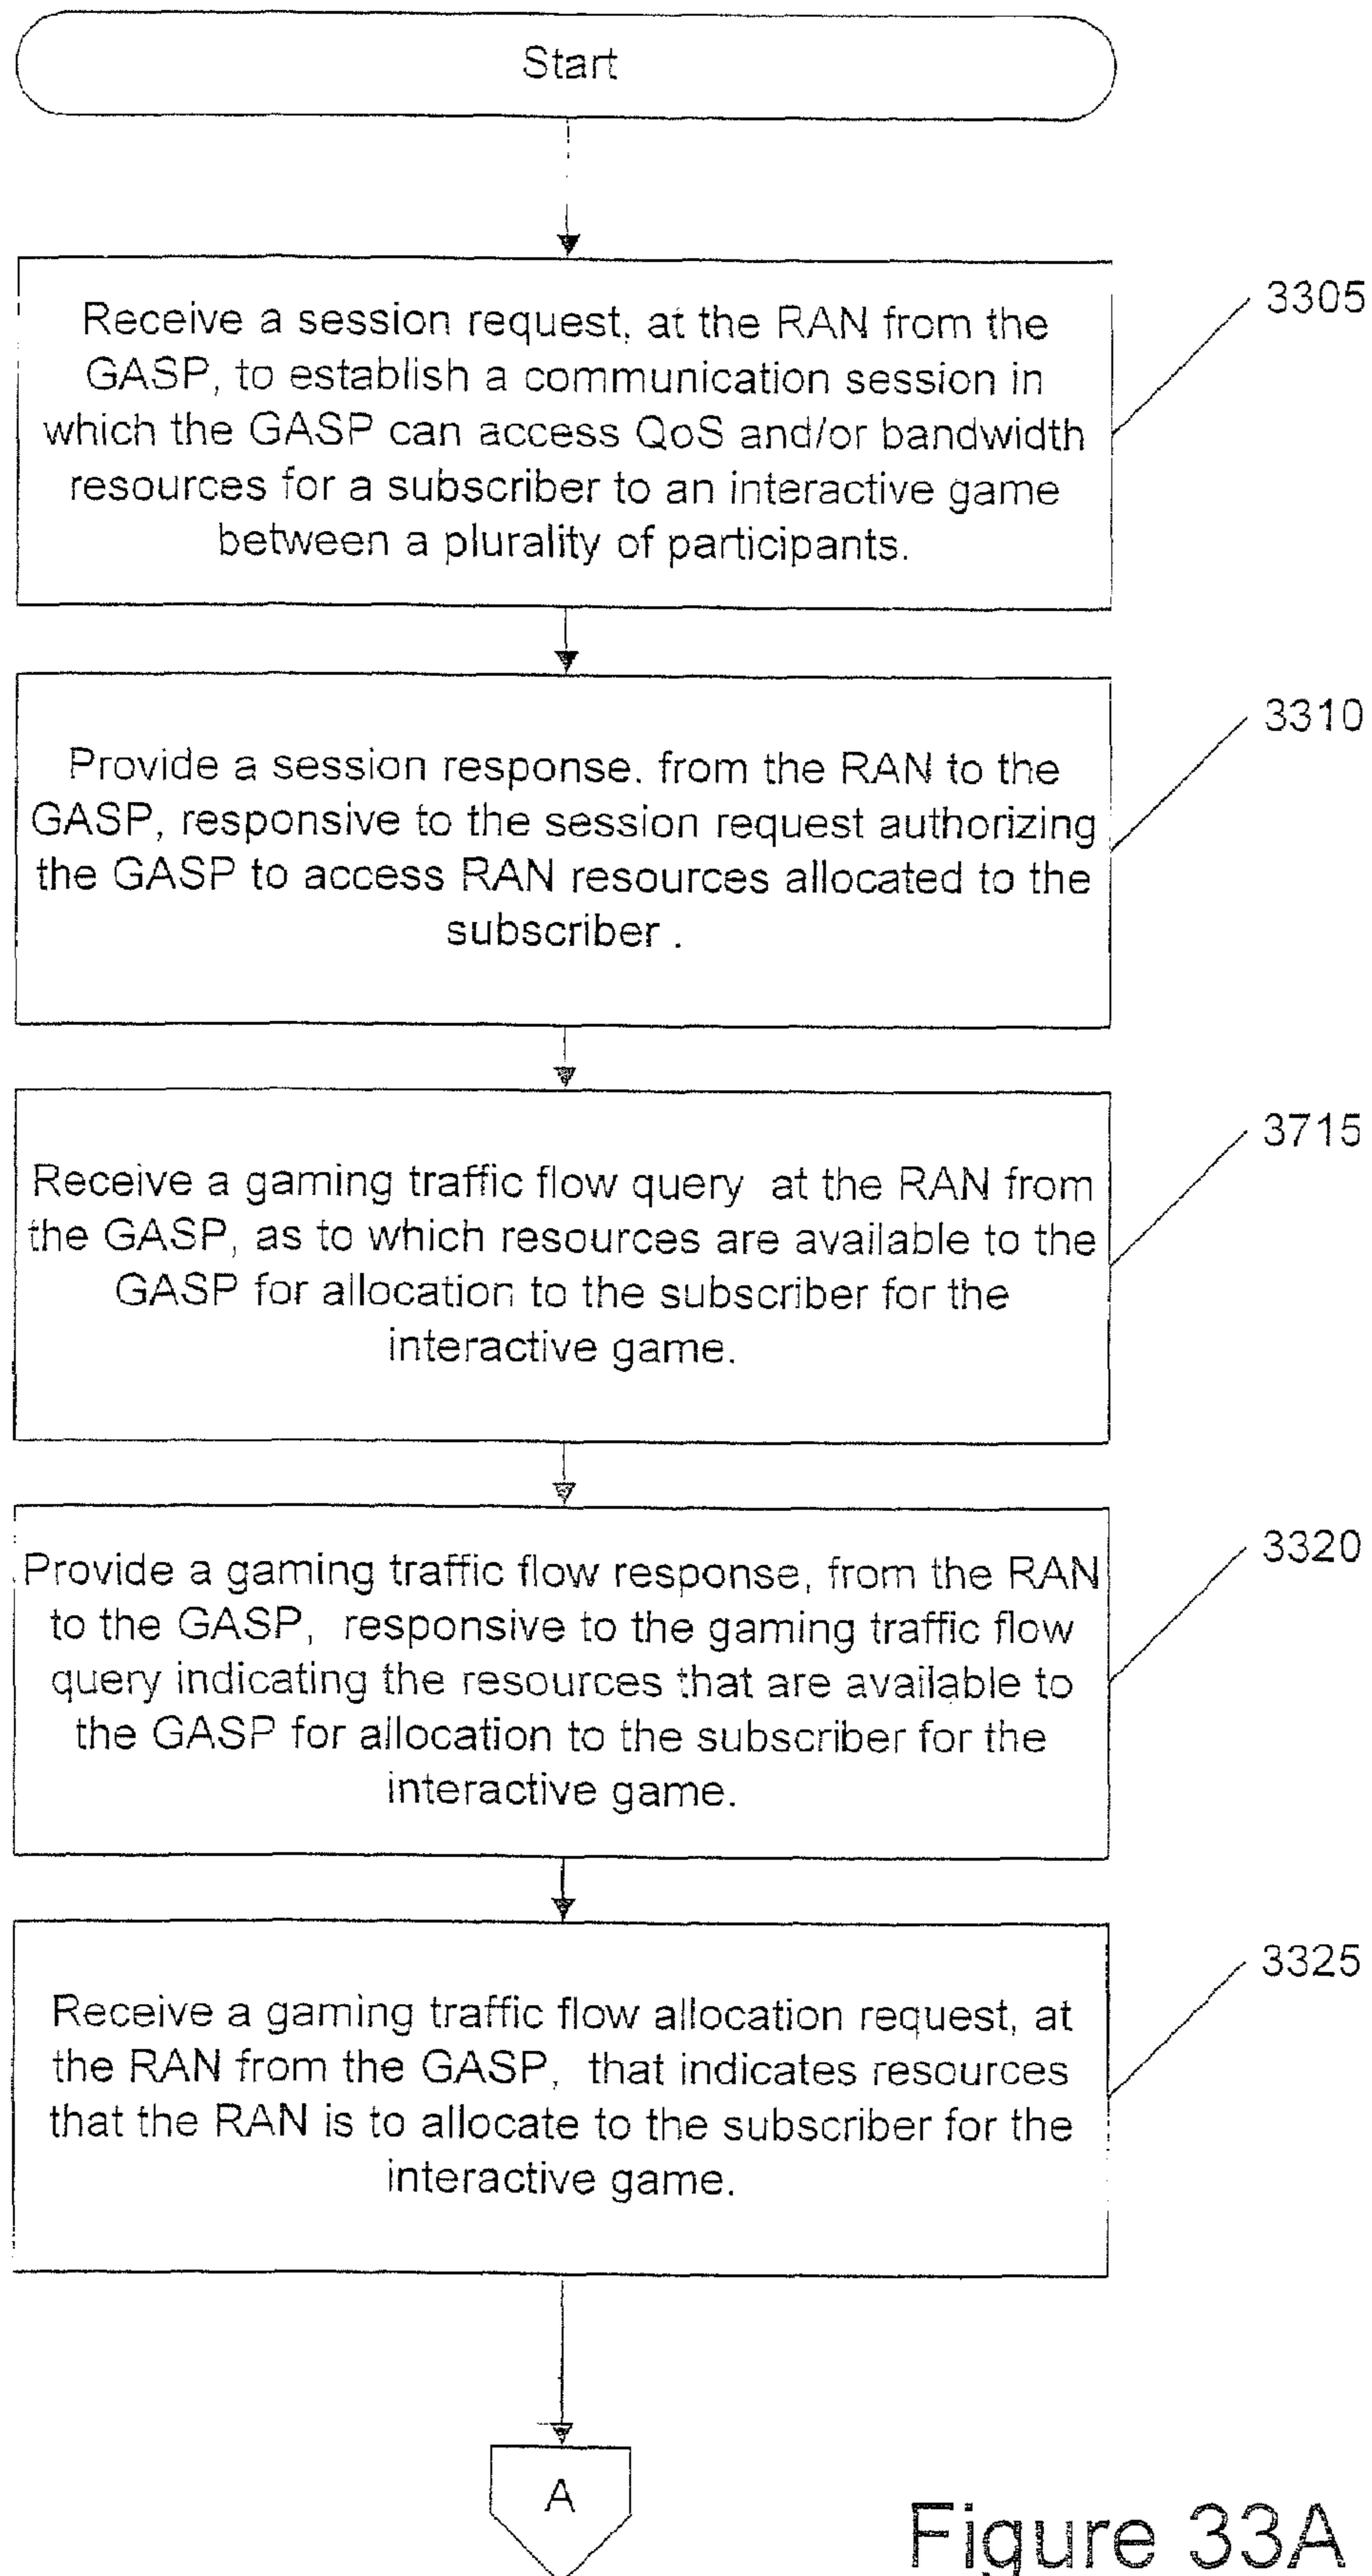 Start
Receive a session request, at the RAN from the
GASP, to establish a communication session in
which the GASP can access QoS and/or bandwidth
resources for a subscriber to an interactive game
between a plurality of participants.
3305
Provide a session response. from the RAN to the
GASP, responsive to the session request authorizing
the GASP to access RAN resources allocated to the
subscriber .
3310
Receive a gaming traffic flow query at the RAN from
the GASP, as to which resources are available to the
GASP for allocation to the subscriber for the
interactive game.
3715
Provide a gaming traffic flow response, from the RAN
to the GASP, responsive to the gaming traffic flow
query indicating the resources that are available to
the GASP for allocation to the subscriber for the
interactive game.
3320
Receive a gaming traffic flow allocation request, at
the RAN from the GASP, that indicates resources
that the RAN is to allocate to the subscriber for the
interactive game.
3325
A
Figure 33A